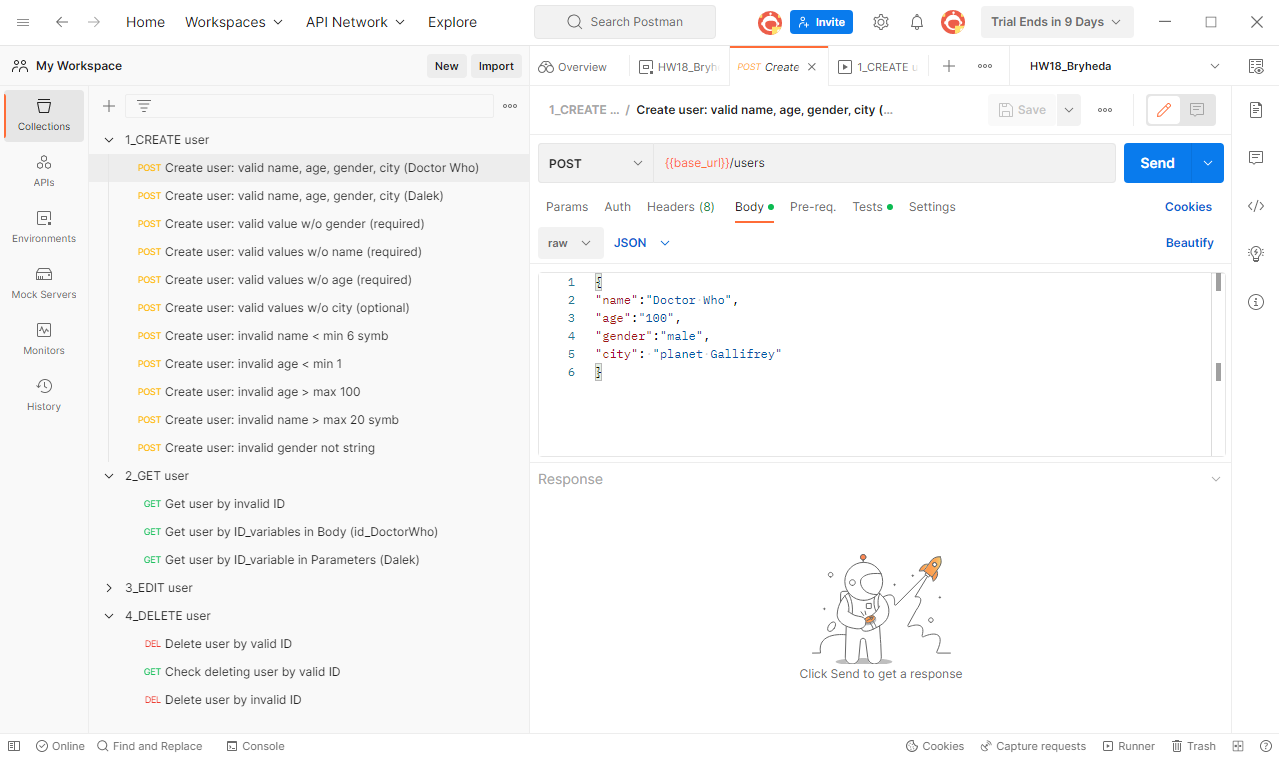 Home Workspaces API Network Explore Search Postman Invite Trial Ends in 9 Days
My Workspace New Import Overview HW18_Bryh POST Create 1_CREATE u HW18_Bryheda
Collections
APIs
Environments
Mock Servers
Monitors
History
1_CREATE user
POST Create user: valid name, age, gender, city (Doctor Who)
POST Create user: valid name, age, gender, city (Dalek)
POST Create user: valid value w/o gender (required)
POST Create user: valid values w/o name (required)
POST Create user: valid values w/o age (required)
POST Create user: valid values w/o city (optional)
POST Create user: invalid name < min 6 symb
POST Create user: invalid age < min 1
POST Create user: invalid age > max 100
POST Create user: invalid name > max 20 symb
POST Create user: invalid gender not string
2_GET user
GET Get user by invalid ID
GET Get user by ID_variables in Body (id_DoctorWho)
GET Get user by ID_variable in Parameters (Dalek)
3_EDIT user
4_DELETE user
DEL Delete user by valid ID
GET Check deleting user by valid ID
DEL Delete user by invalid ID
1_CREATE ... / Create user: valid name, age, gender, city (... Save
POST {{base_url}}/users Send
Params Auth Headers (8) Body Pre-req. Tests Settings Cookies
raw JSON Beautify
1 {
2 "name":"Doctor Who",
3 "age":"100",
4 "gender":"male",
5 "city": "planet Gallifrey"
6 }
Response
Click Send to get a response
Online Find and Replace Console Cookies Capture requests Runner Trash